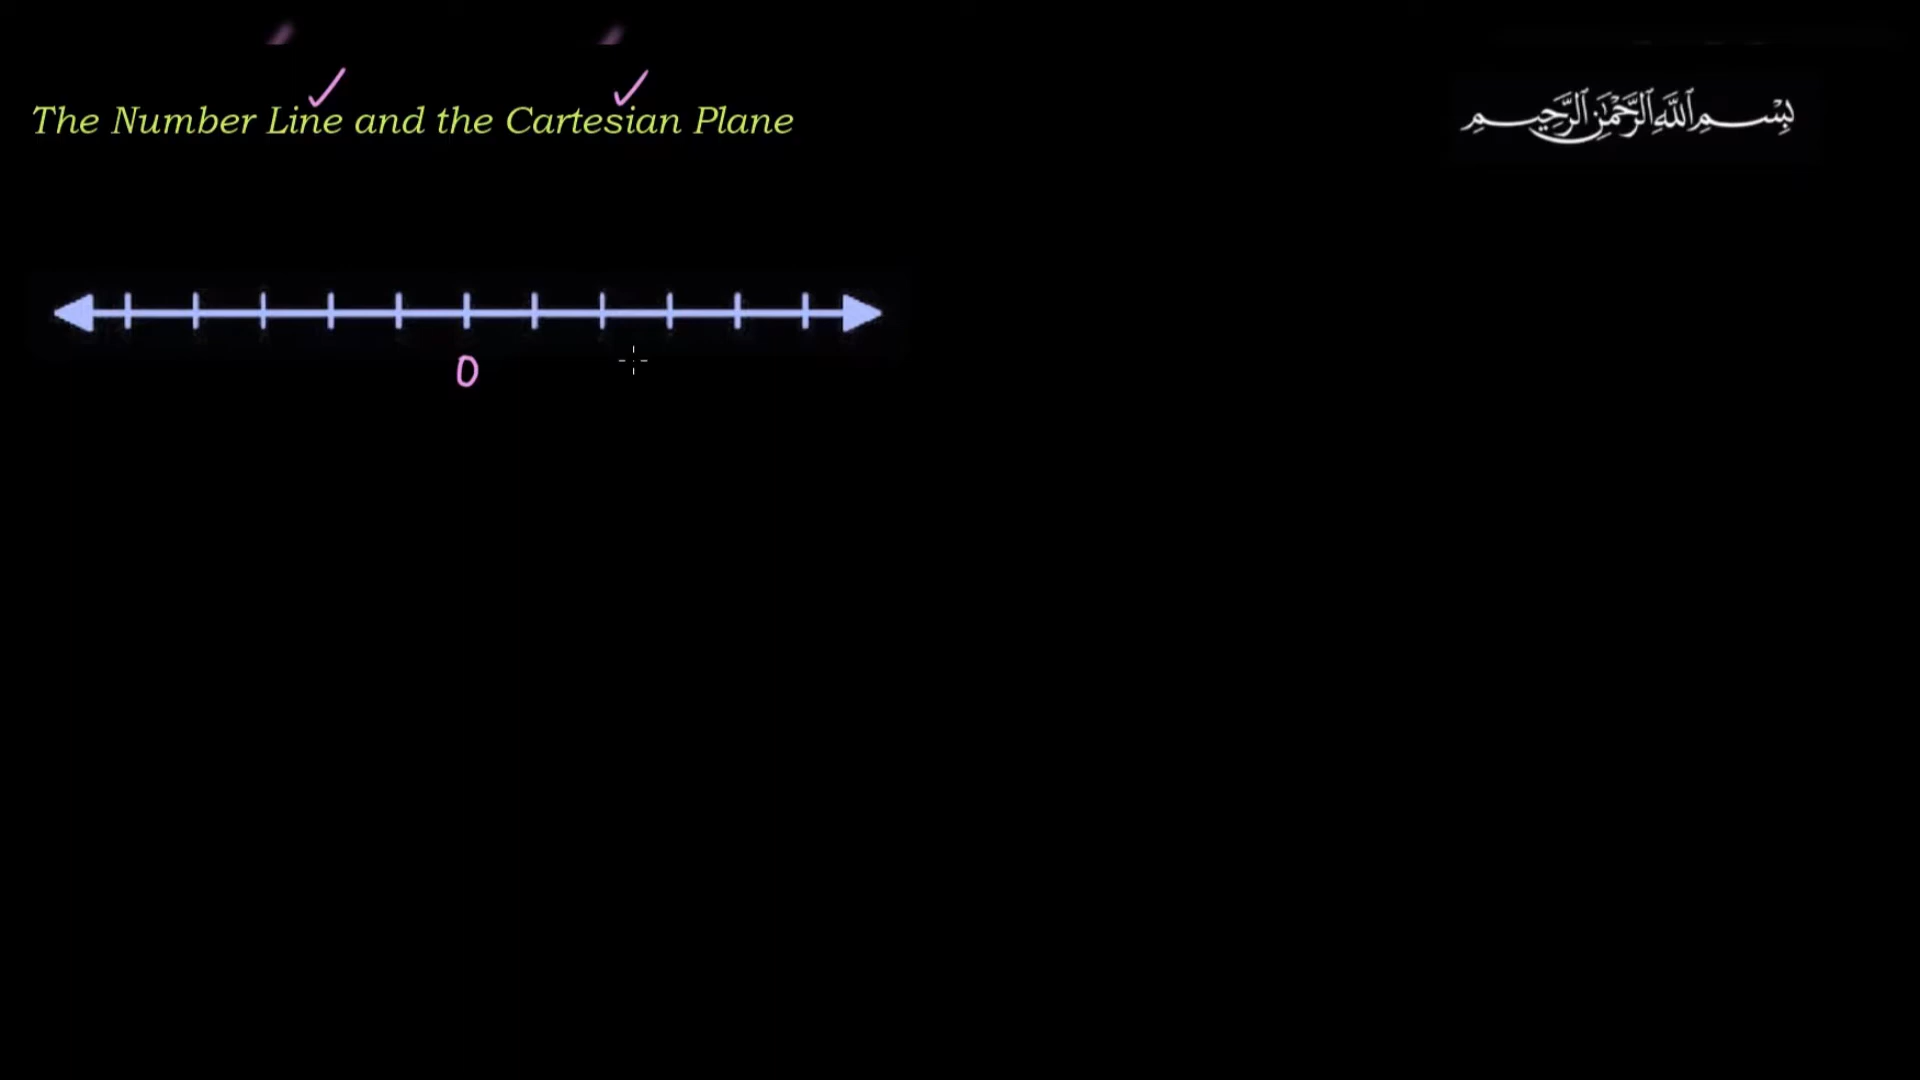 The Number Line and the Cartesian Plane
بِسْمِ ٱللَّهِ ٱلرَّحْمَٰنِ ٱلرَّحِيمِ
0